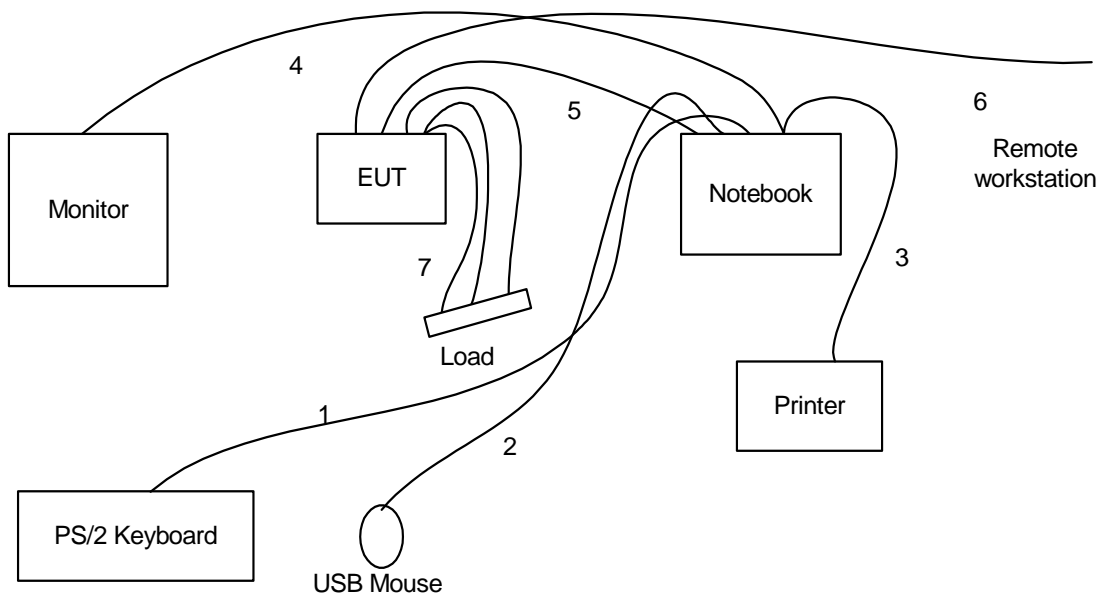 4
5
6
Remote
workstation
Monitor
EUT
Notebook
7
3
Load
Printer
1
2
PS/2 Keyboard
USB Mouse